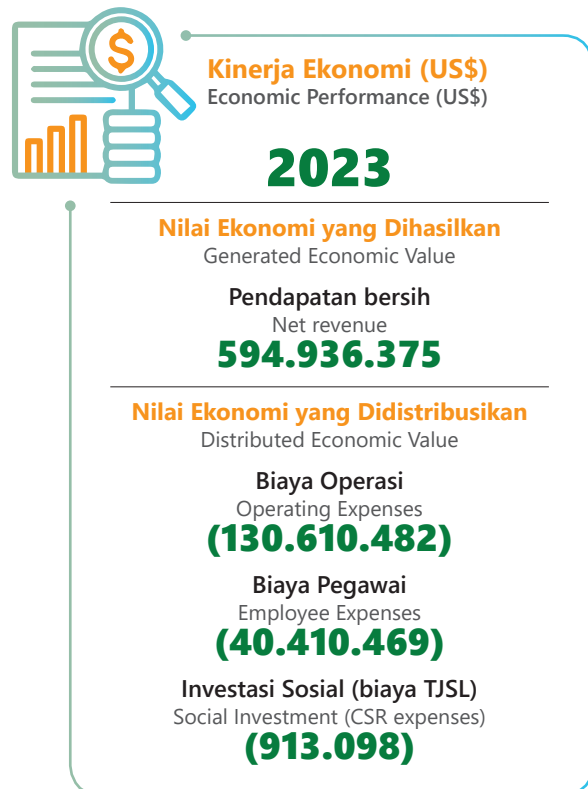 $
Kinerja Ekonomi (US$)
Economic Performance (US$)
2023
Nilai Ekonomi yang Dihasilkan
Generated Economic Value
Pendapatan bersih
Net revenue
594.936.375
Nilai Ekonomi yang Didistribusikan
Distributed Economic Value
Biaya Operasi
Operating Expenses
(130.610.482)
Biaya Pegawai
Employee Expenses
(40.410.469)
Investasi Sosial (biaya TJSL)
Social Investment (CSR expenses)
(913.098)